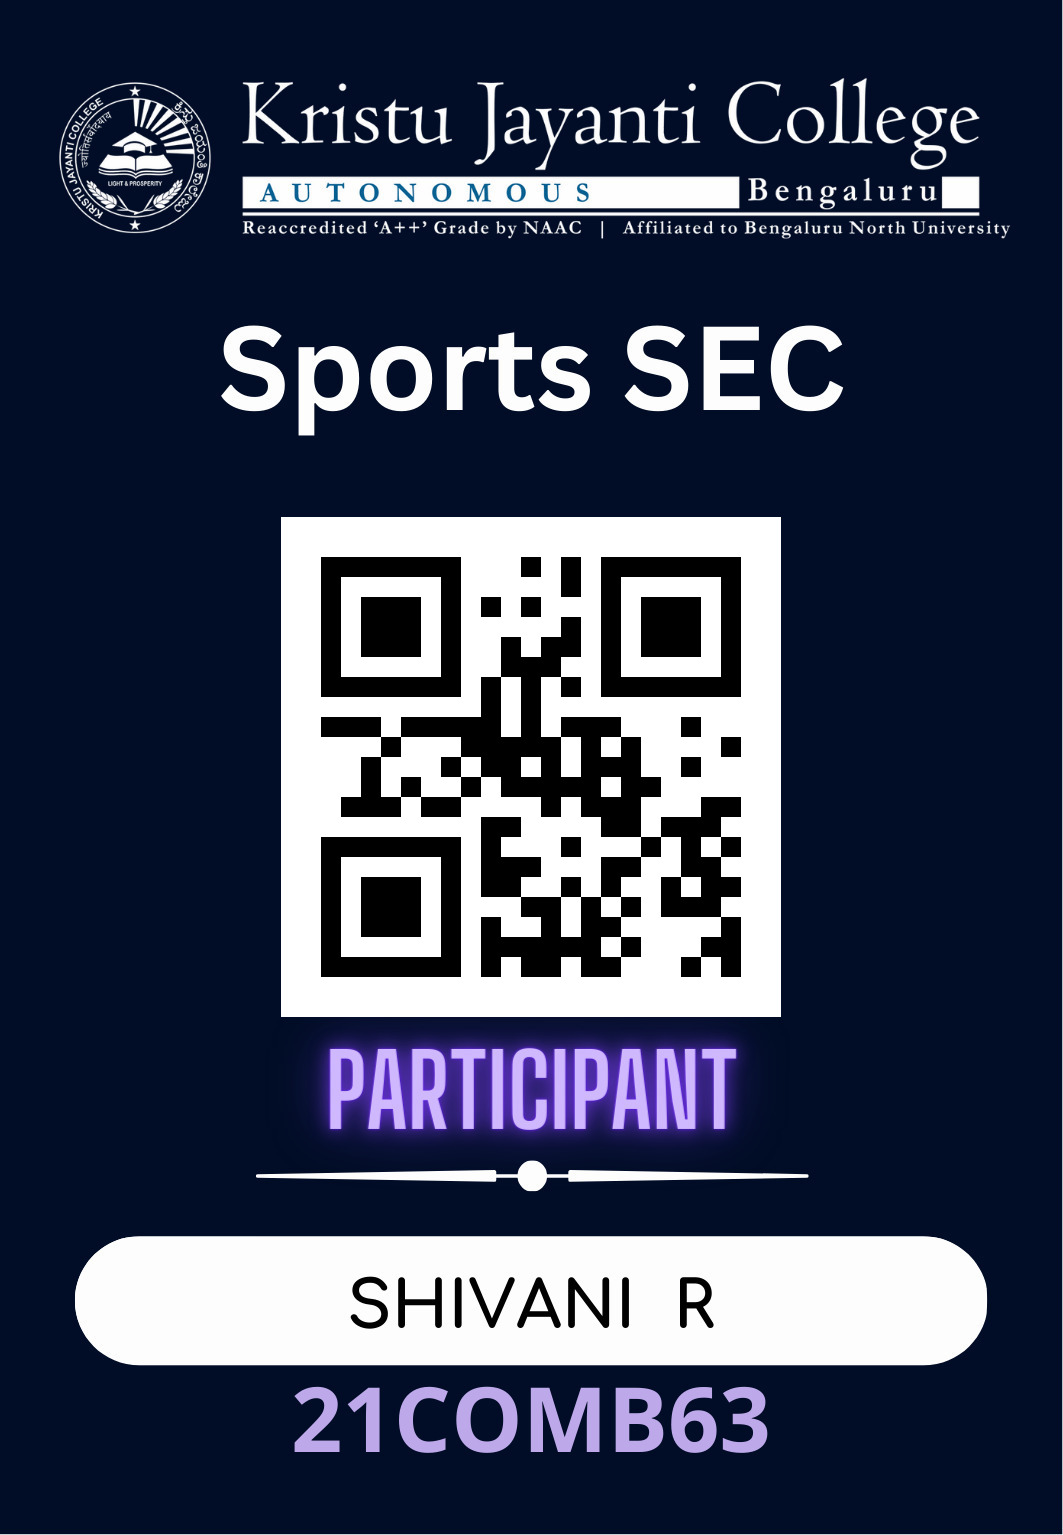 Kristu Jayanti College
AUTONOMOUS Bengaluru
Reaccredited ‘A++’ Grade by NAAC | Affiliated to Bengaluru North University
KRISTU JAYANTI COLLEGE
LIGHT & PROSPERITY
Sports SEC
PARTICIPANT
SHIVANI R
21COMB63